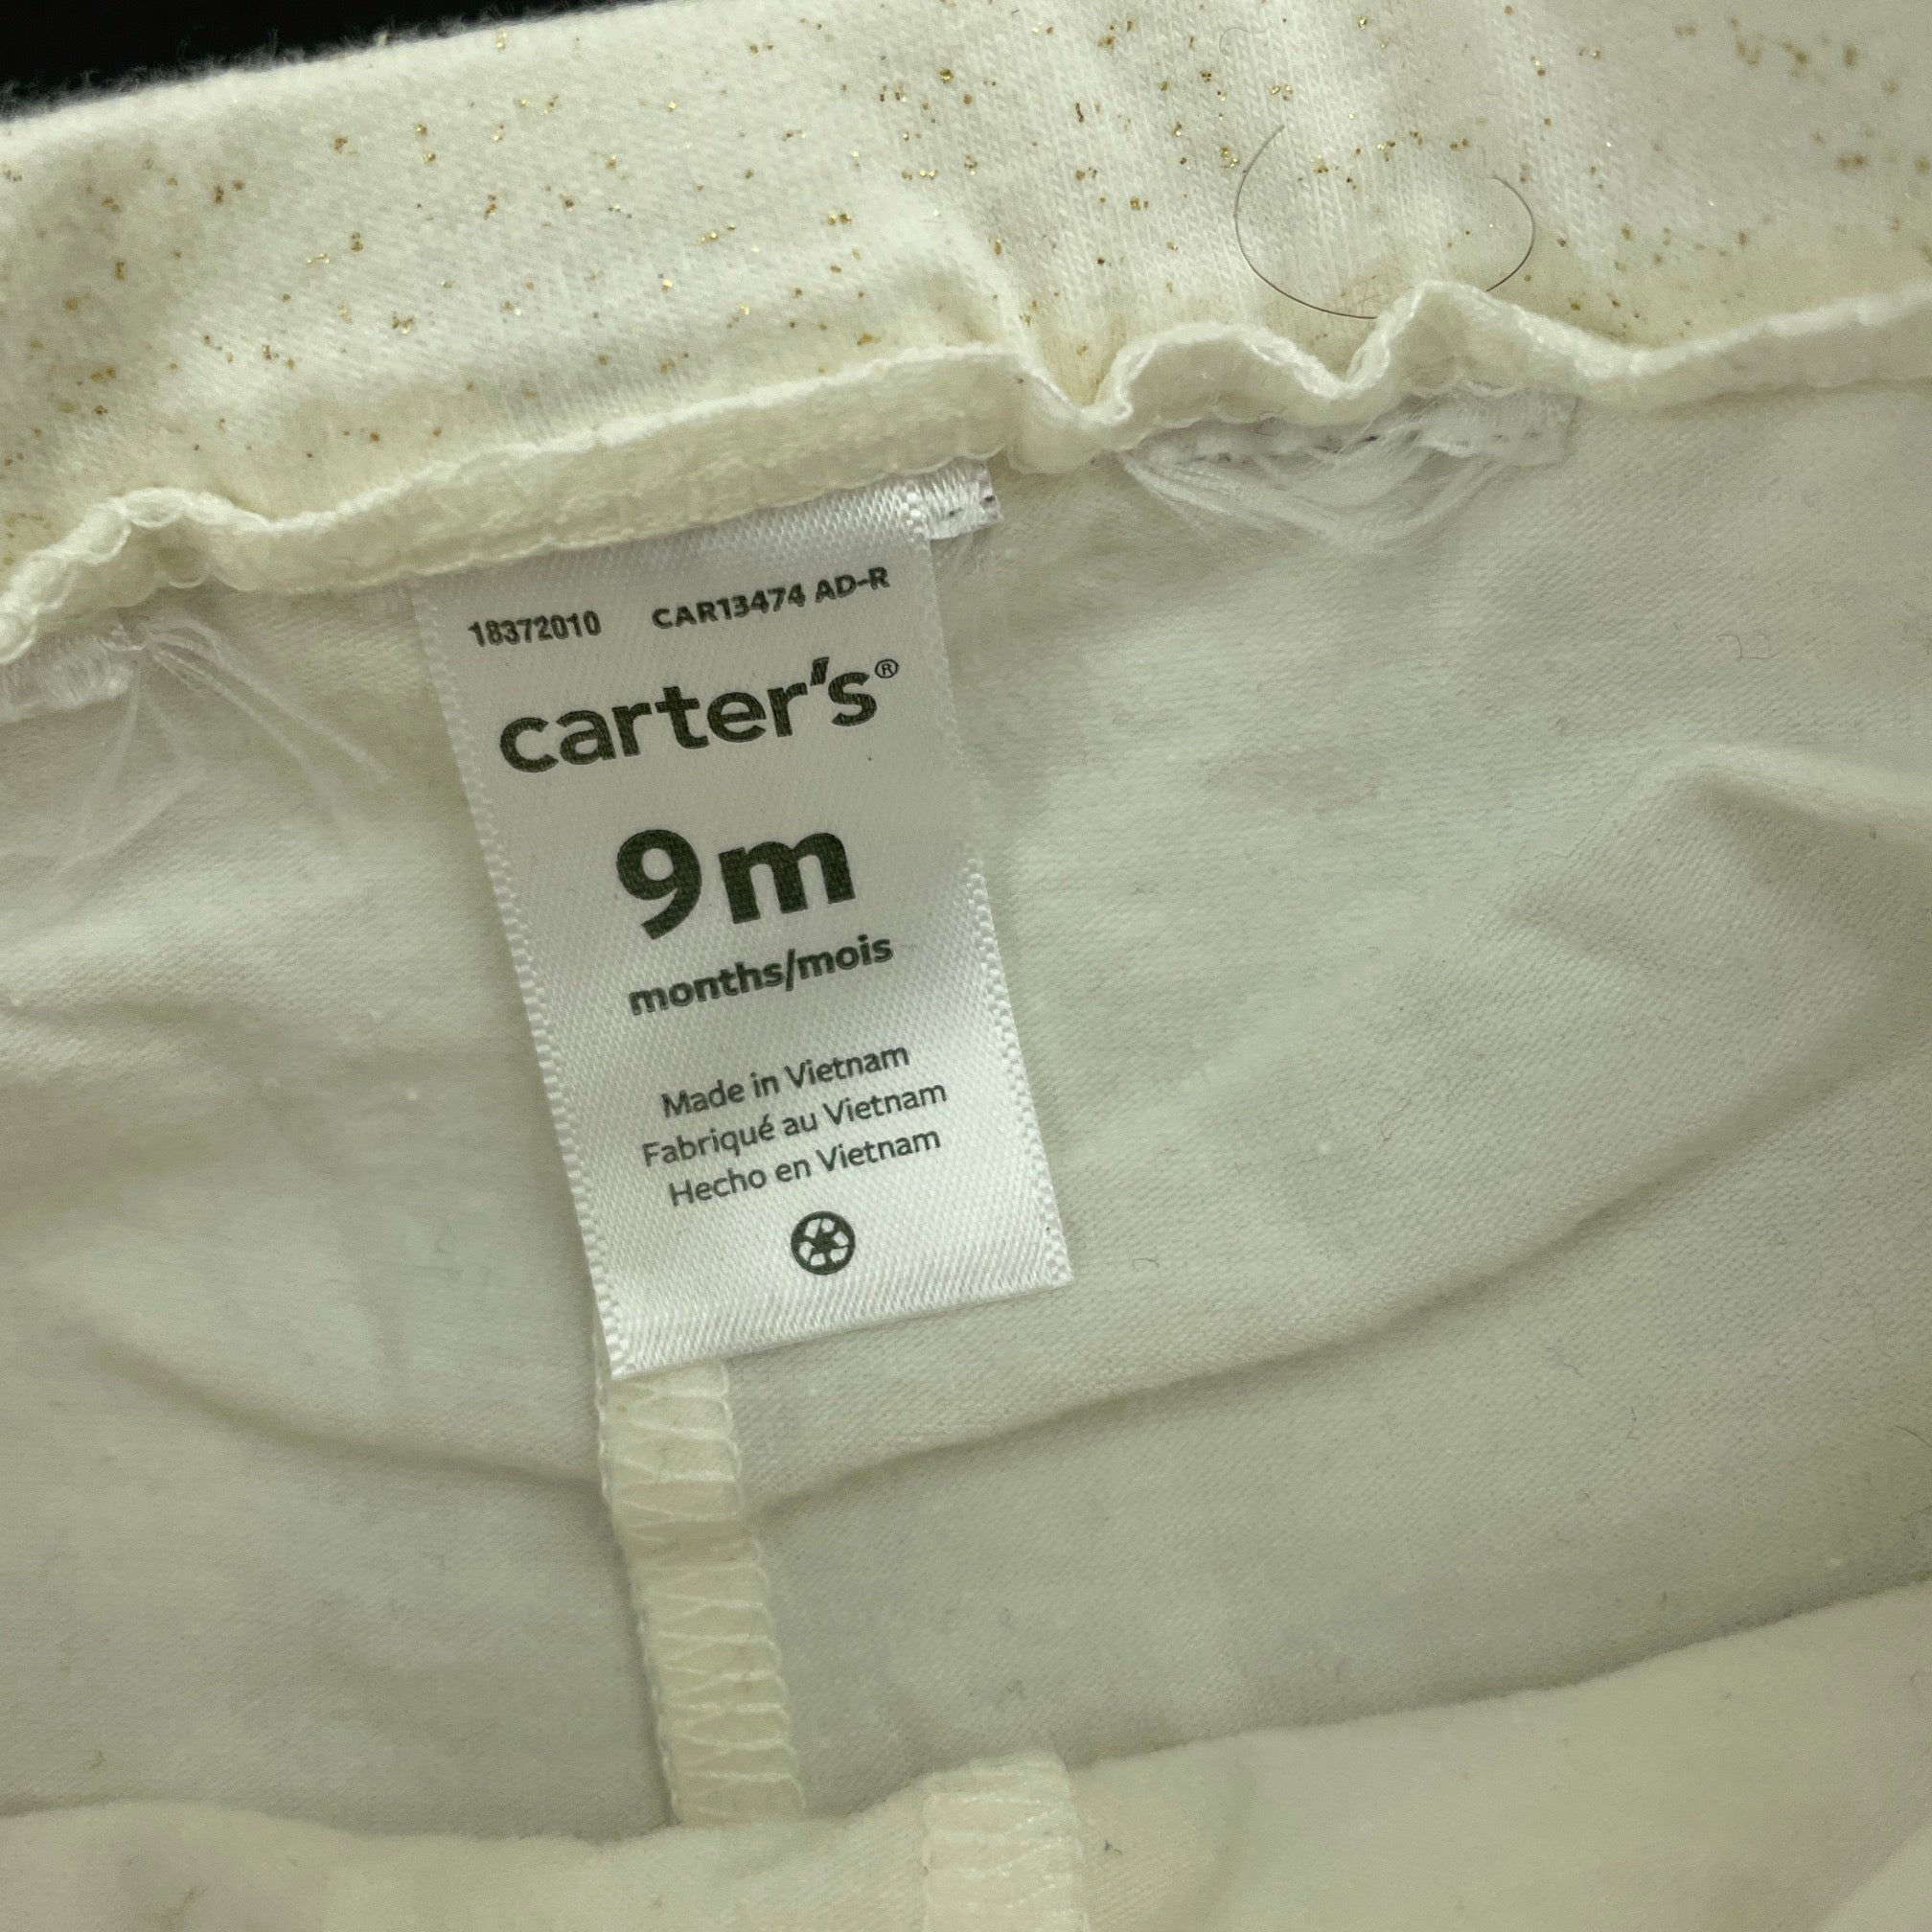 18372010 CAR13474 AD-R
carter's®
9m
months/mois
Made in Vietnam
Fabriqué au Vietnam
Hecho en Vietnam